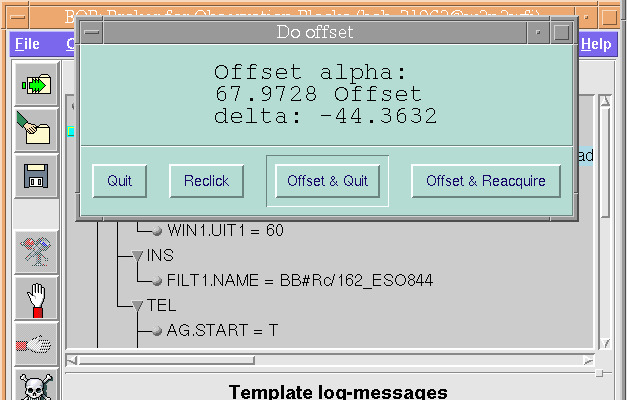 BOB-Broker for Observation Blocks
Do offset
File
Help
Offset alpha:
67.9728 Offset
delta: -44.3632
Quit
Reclick
Offset & Quit
Offset & Reacquire
ad
WIN1.UIT1 = 60
INS
FILT1.NAME = BB#Rc/162_ESO844
TEL
AG.START = T
Template log-messages